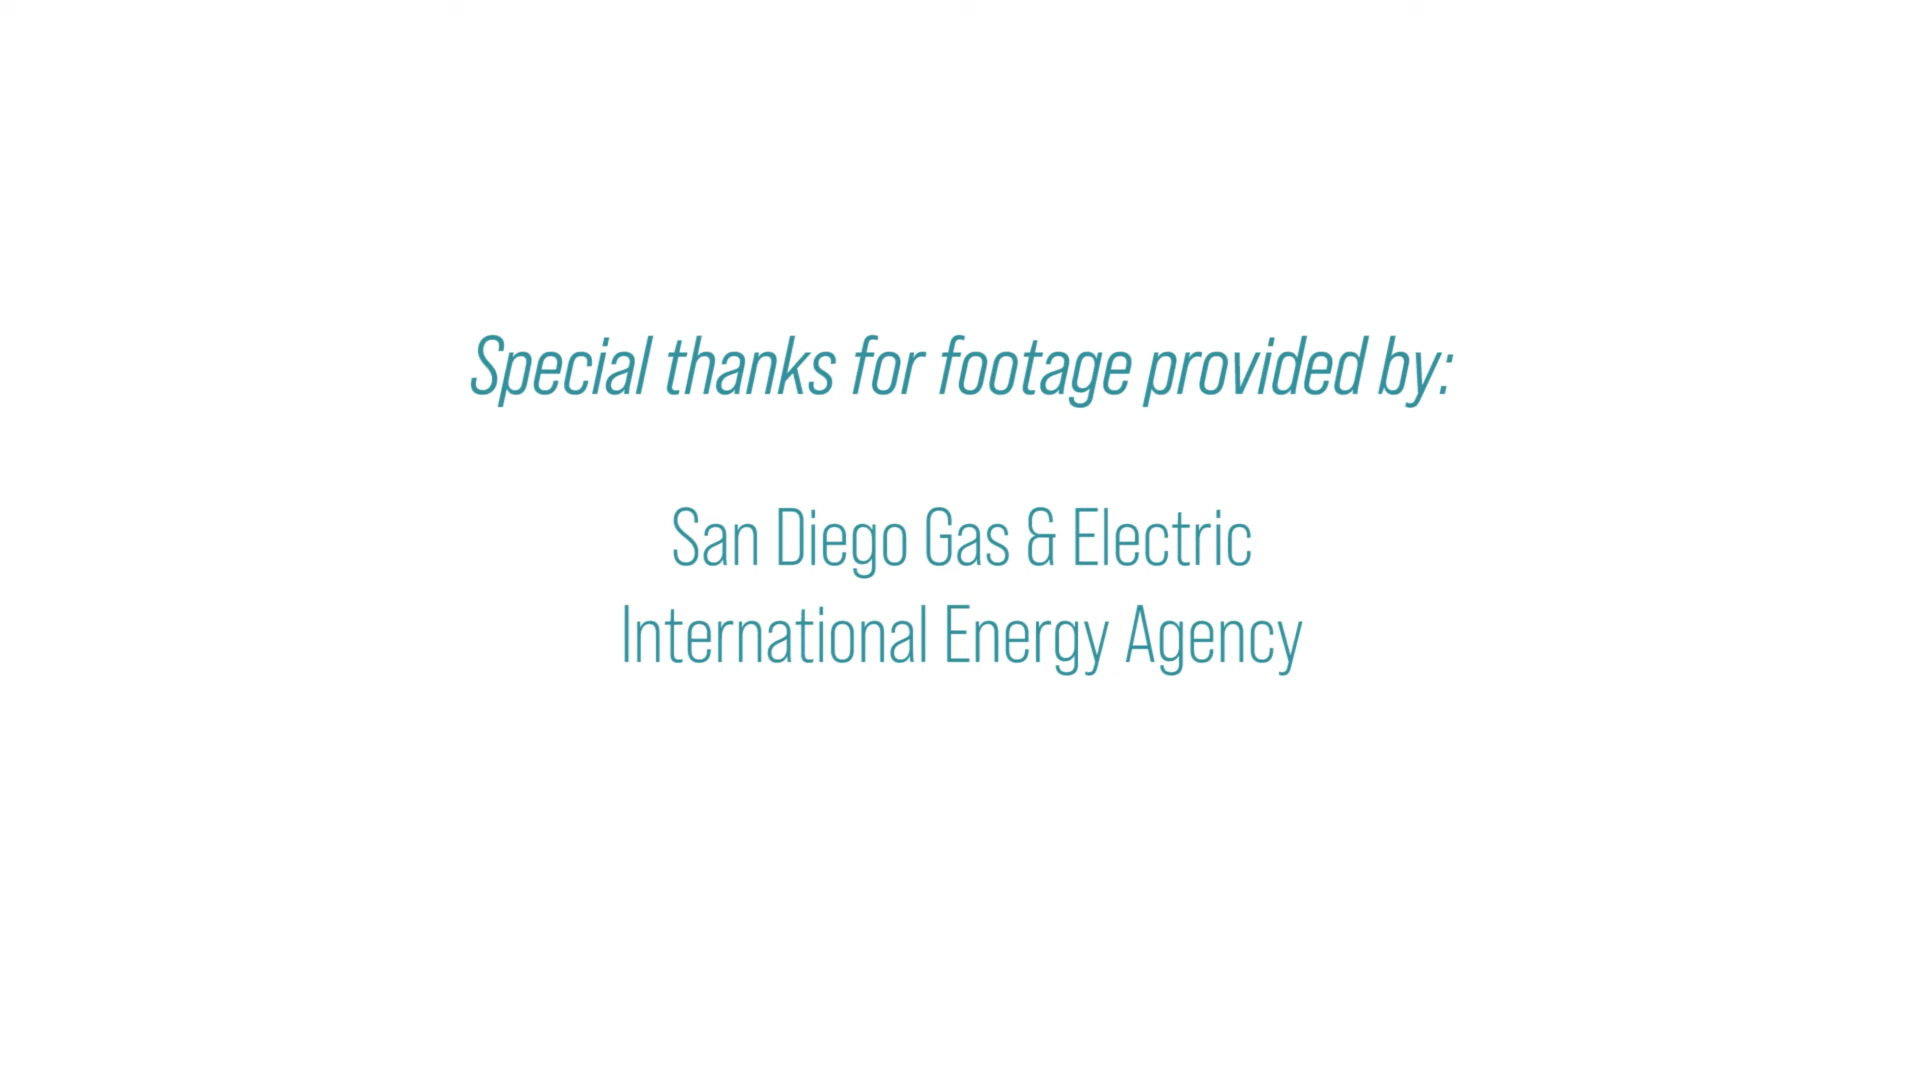 Special thanks for footage provided by:
San Diego Gas & Electric
International Energy Agency